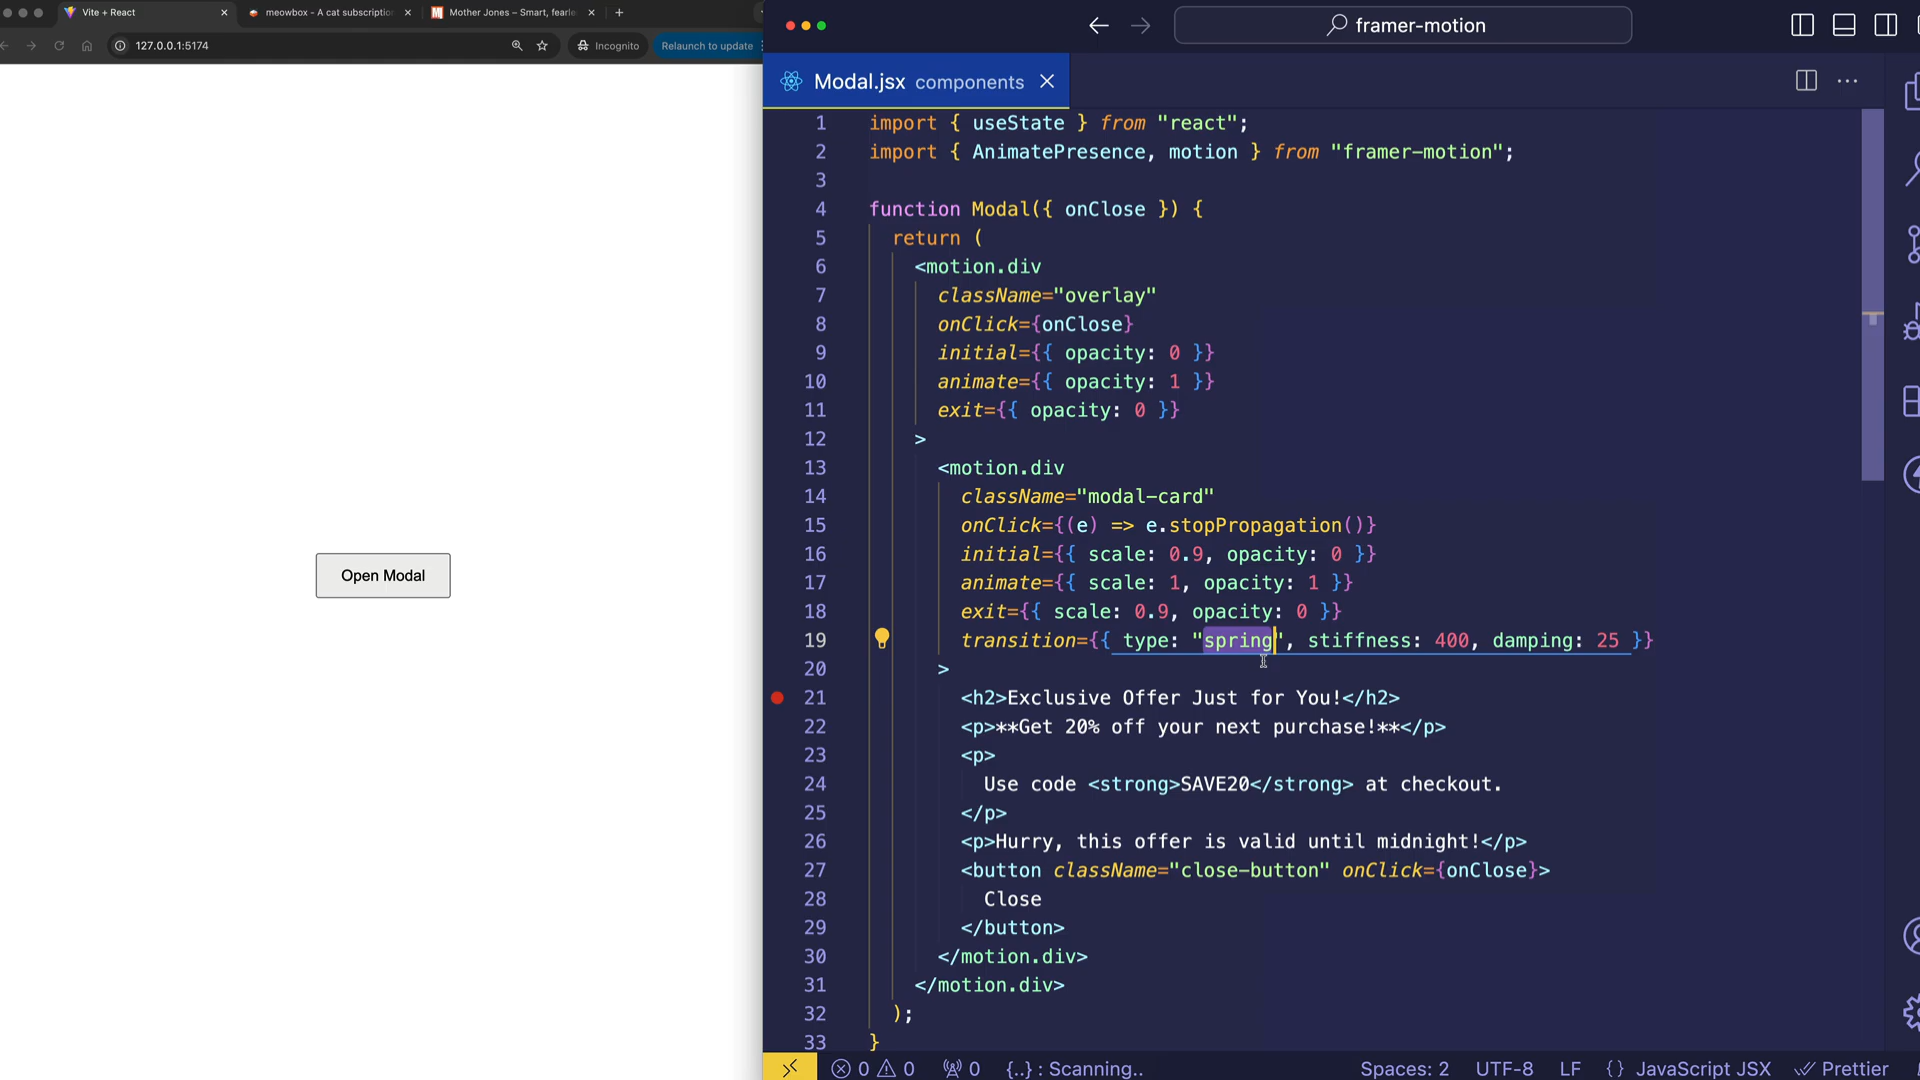 Vite + React
meowbox - A cat subscriptio
Mother Jones – Smart, fearle
127.0.0.1:5174
Incognito
Relaunch to update
Open Modal
framer-motion
Modal.jsx components
1 import { useState } from "react";
2 import { AnimatePresence, motion } from "framer-motion";
3
4 function Modal({ onClose }) {
5 return (
6 <motion.div
7 className="overlay"
8 onClick={onClose}
9 initial={{ opacity: 0 }}
10 animate={{ opacity: 1 }}
11 exit={{ opacity: 0 }}
12 >
13 <motion.div
14 className="modal-card"
15 onClick={(e) => e.stopPropagation()}
16 initial={{ scale: 0.9, opacity: 0 }}
17 animate={{ scale: 1, opacity: 1 }}
18 exit={{ scale: 0.9, opacity: 0 }}
19 transition={{ type: "spring", stiffness: 400, damping: 25 }}
20 >
21 <h2>Exclusive Offer Just for You!</h2>
22 <p>**Get 20% off your next purchase!**</p>
23 <p>
24 Use code <strong>SAVE20</strong> at checkout.
25 </p>
26 <p>Hurry, this offer is valid until midnight!</p>
27 <button className="close-button" onClick={onClose}>
28 Close
29 </button>
30 </motion.div>
31 </motion.div>
32 );
33 }
0 0 0 {..} : Scanning.. Spaces: 2 UTF-8 LF {} JavaScript JSX Prettier